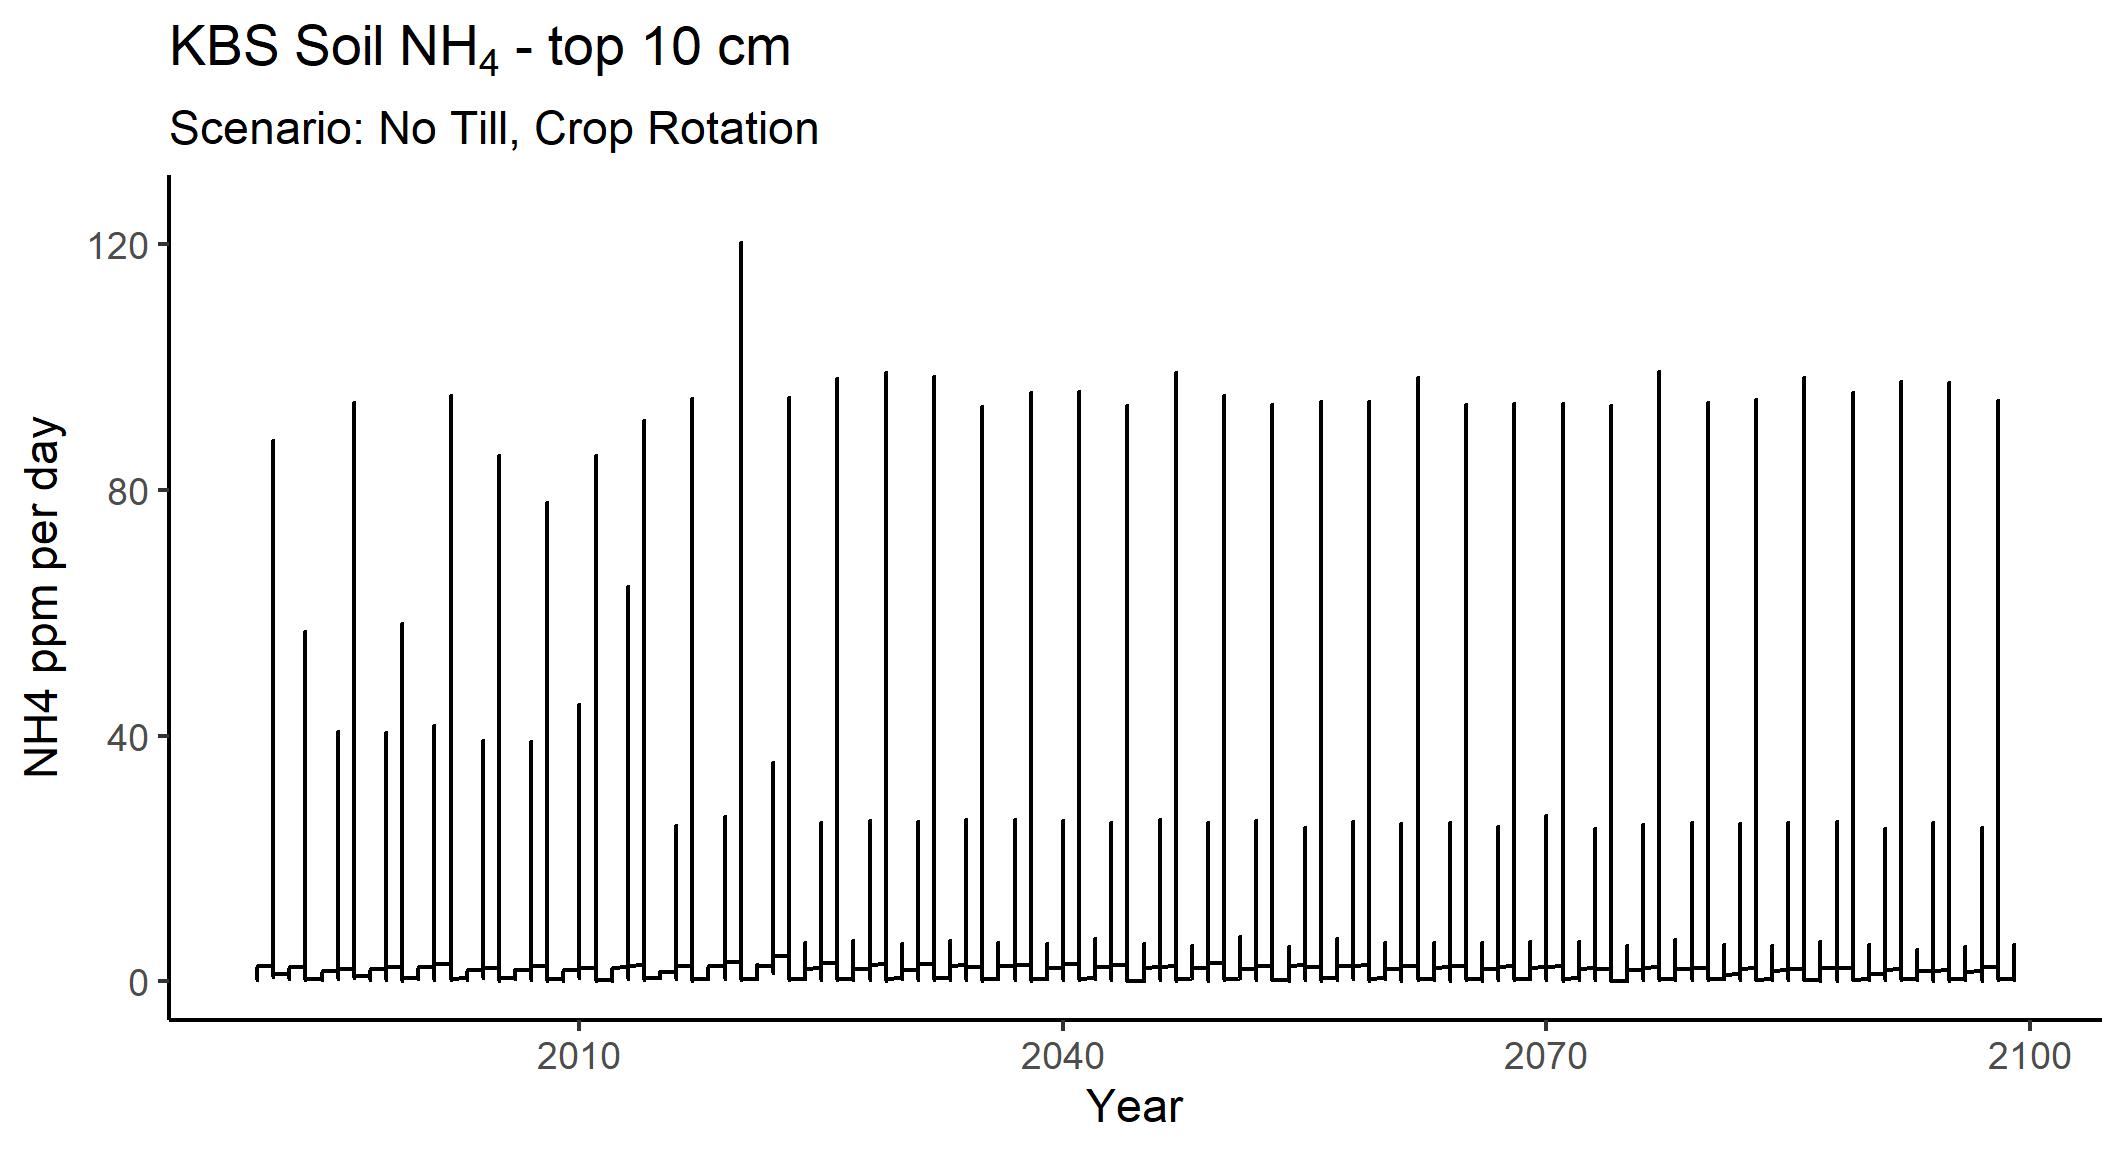 KBS Soil NH₄ - top 10 cm
Scenario: No Till, Crop Rotation
NH4 ppm per day
120
80
40
0
2010 2040 2070 2100
Year